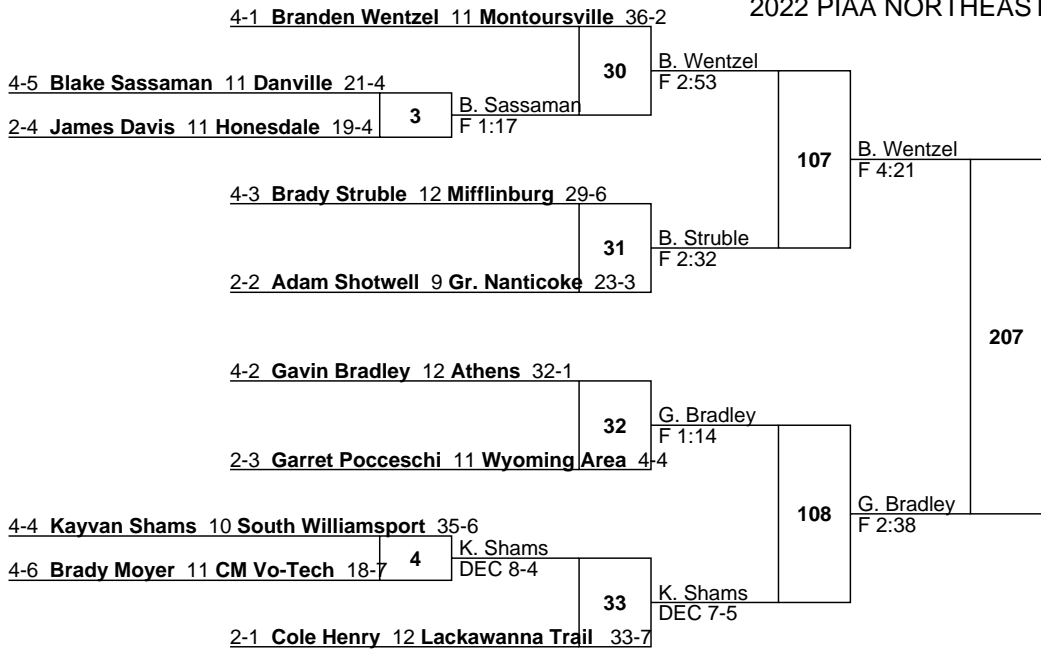 2022 PIAA NORTHEAST
4-1 Branden Wentzel 11 Montoursville 36-2
30
B. Wentzel
F 2:53
4-5 Blake Sassaman 11 Danville 21-4
3
B. Sassaman
F 1:17
2-4 James Davis 11 Honesdale 19-4
107
B. Wentzel
F 4:21
4-3 Brady Struble 12 Mifflinburg 29-6
31
B. Struble
F 2:32
2-2 Adam Shotwell 9 Gr. Nanticoke 23-3
207
4-2 Gavin Bradley 12 Athens 32-1
32
G. Bradley
F 1:14
2-3 Garret Pocceschi 11 Wyoming Area 4-4
108
G. Bradley
F 2:38
4-4 Kayvan Shams 10 South Williamsport 35-6
4
K. Shams
DEC 8-4
4-6 Brady Moyer 11 CM Vo-Tech 18-7
33
K. Shams
DEC 7-5
2-1 Cole Henry 12 Lackawanna Trail 33-7